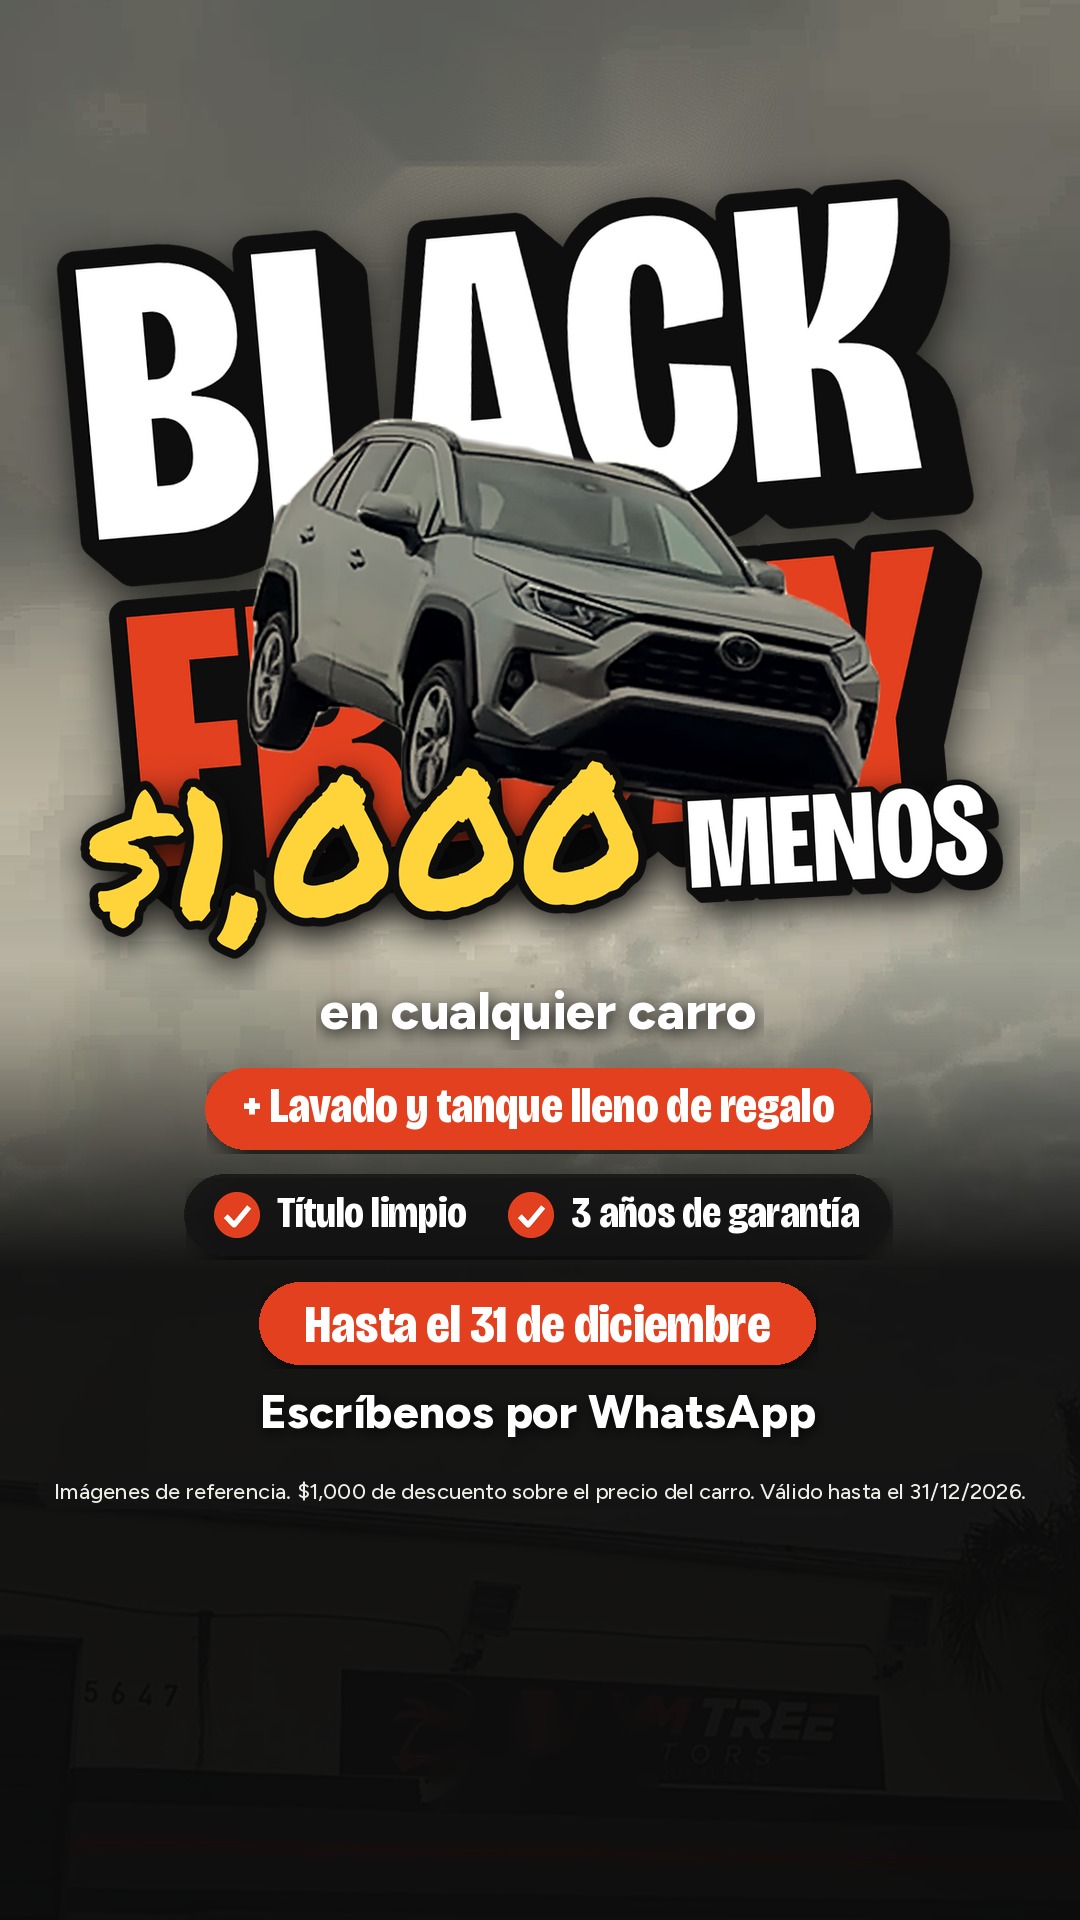 BLACK
$1,000 MENOS
en cualquier carro
+ Lavado y tanque lleno de regalo
Título limpio 3 años de garantía
Hasta el 31 de diciembre
Escríbenos por WhatsApp
Imágenes de referencia. $1,000 de descuento sobre el precio del carro. Válido hasta el 31/12/2026.
5647
TREE